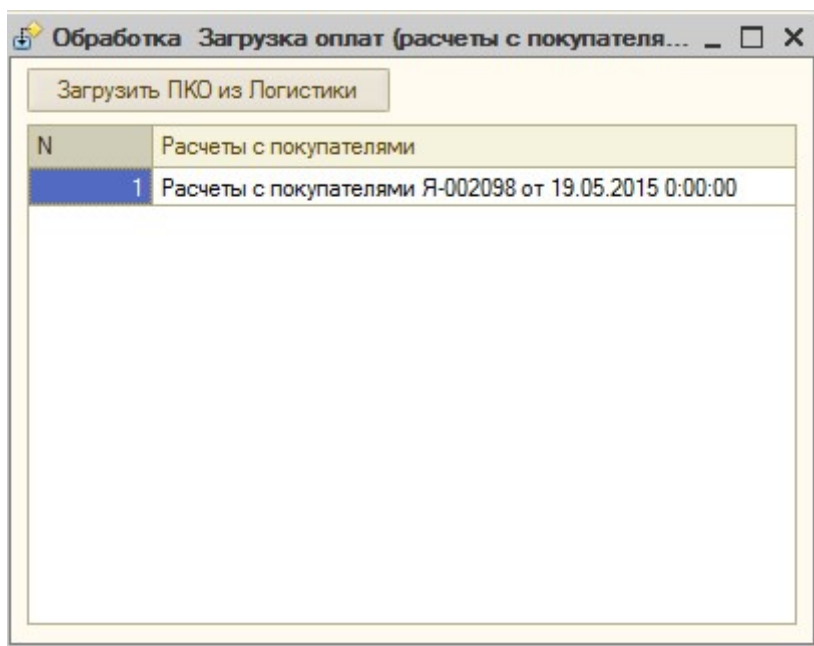 Обработка Загрузка оплат (расчеты с покупателя...
Загрузить ПКО из Логистики
N Расчеты с покупателями
1 Расчеты с покупателями Я-002098 от 19.05.2015 0:00:00